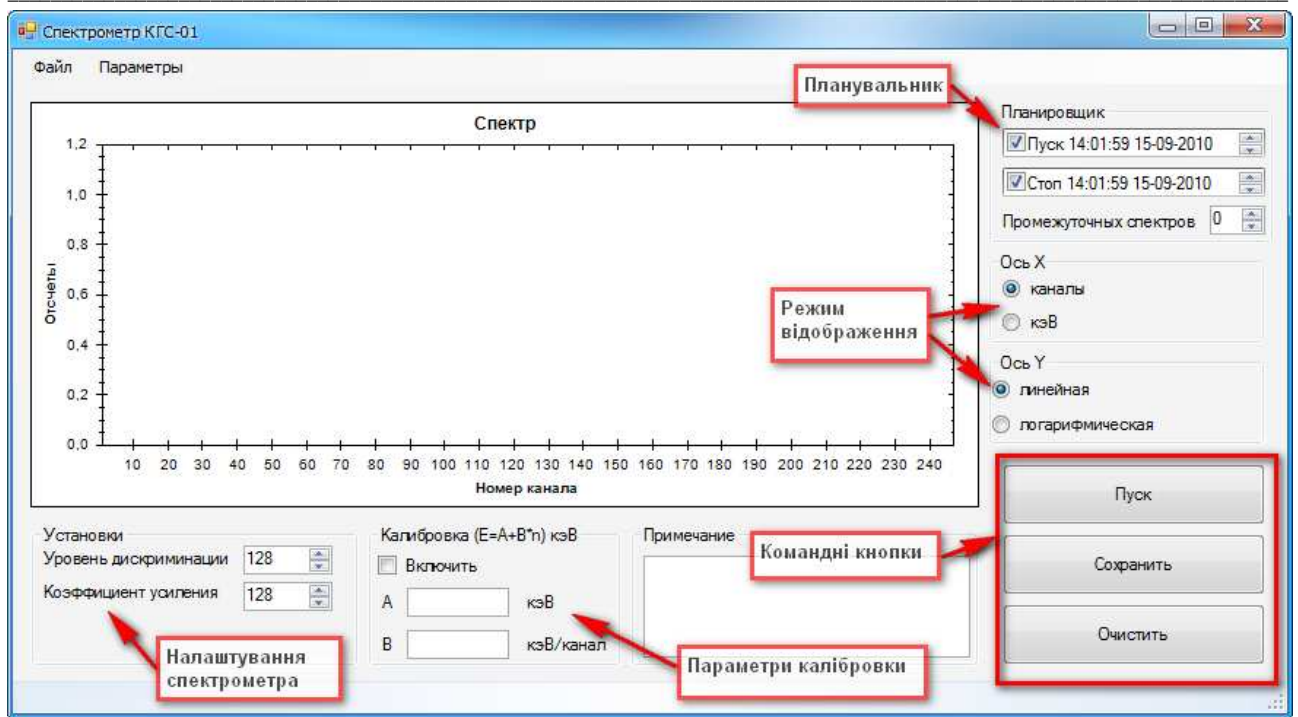 Спектрометр КГС-01
Файл Параметры
Планувальник
Планировщик
Пуск 14:01:59 15-09-2010
Стоп 14:01:59 15-09-2010
Промежуточных спектров 0
Спектр
1,2
1,0
0,8
0,6
0,4
0,2
0,0
Отсчеты
10 20 30 40 50 60 70 80 90 100 110 120 130 140 150 160 170 180 190 200 210 220 230 240
Номер канала
Режим
відображення
Ось X
каналы
кэВ
Ось Y
линейная
логарифмическая
Пуск
Сохранить
Очистить
Командні кнопки
Установки
Уровень дискриминации 128
Коэффициент усиления 128
Налаштування
спектрометра
Калибровка (E=A+B*n) кэВ
Включить
A кэВ
B кэВ/канал
Примечание
Параметри калібровки